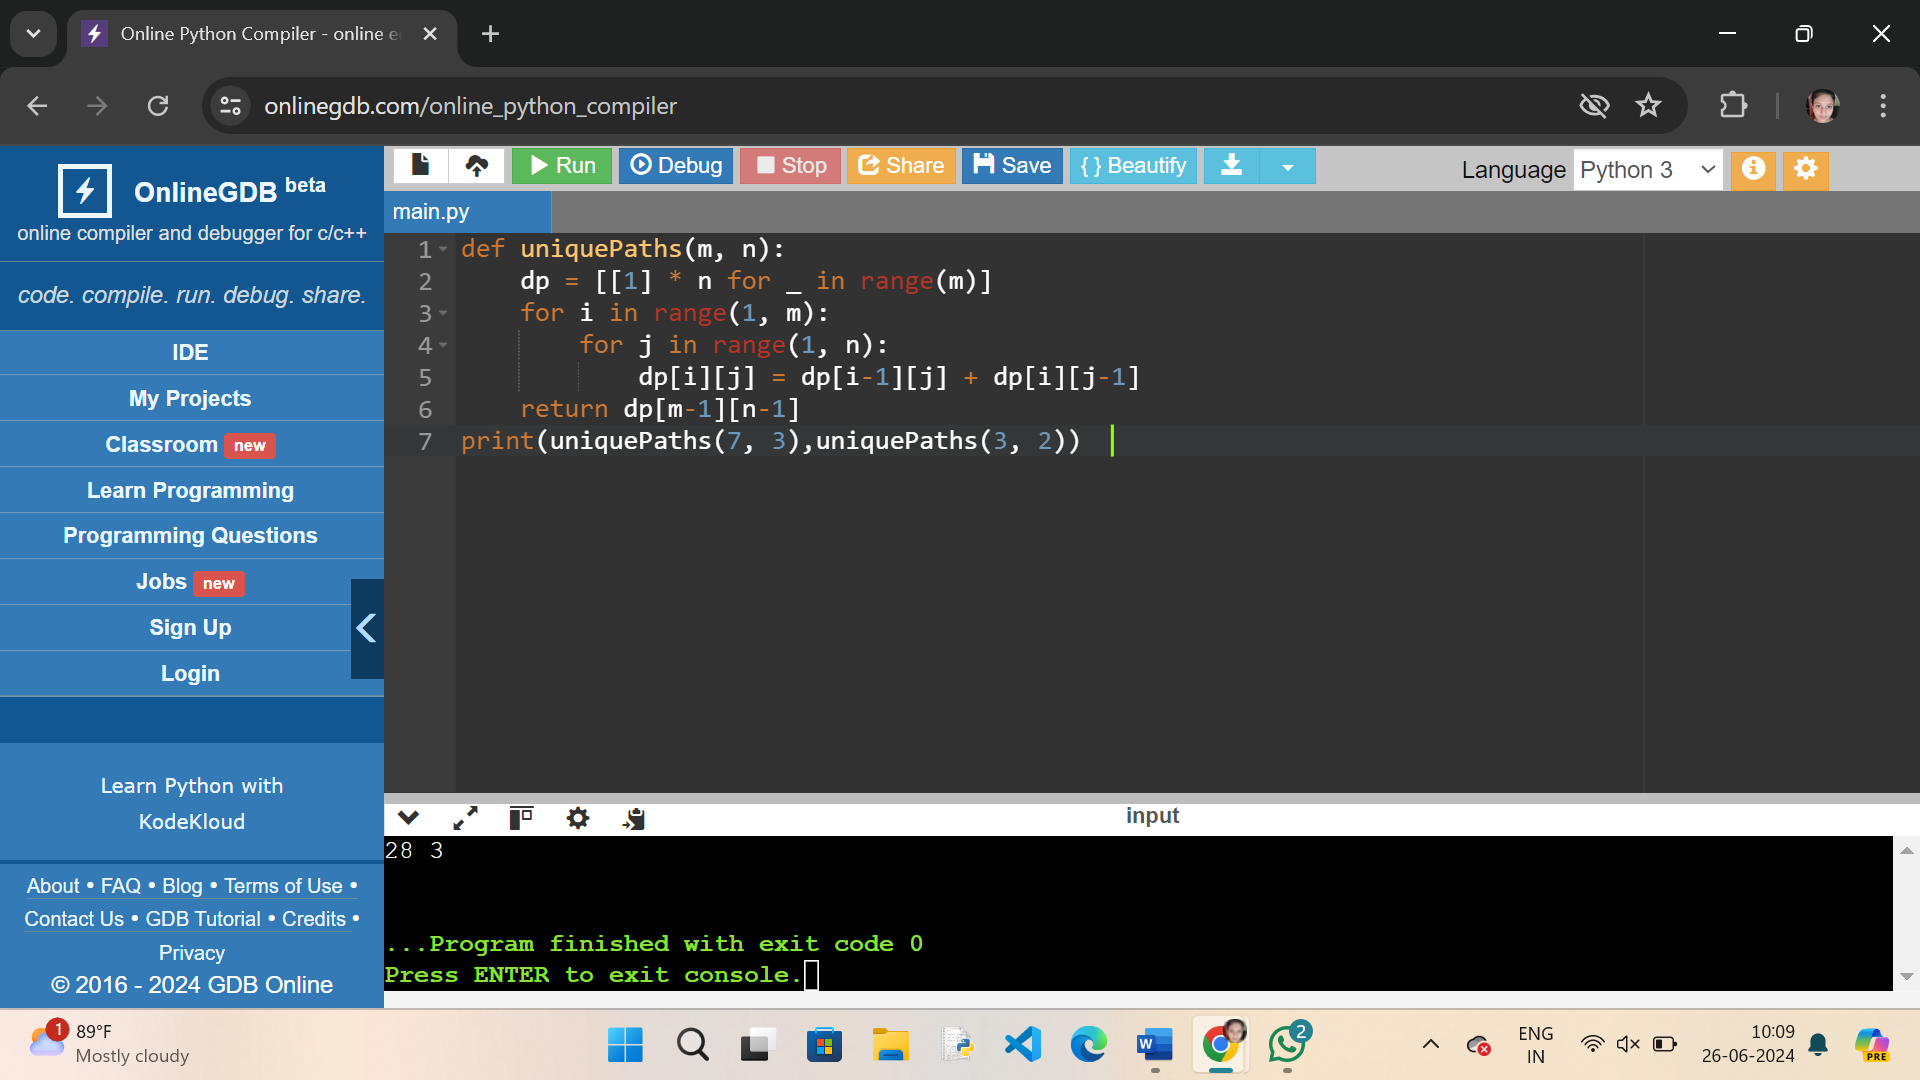 Online Python Compiler - online e
onlinegdb.com/online_python_compiler
OnlineGDB beta
online compiler and debugger for c/c++
code. compile. run. debug. share.
IDE
My Projects
Classroom new
Learn Programming
Programming Questions
Jobs new
Sign Up
Login
Learn Python with
KodeKloud
About • FAQ • Blog • Terms of Use •
Contact Us • GDB Tutorial • Credits •
Privacy
© 2016 - 2024 GDB Online
Run Debug Stop Share Save { } Beautify
Language Python 3
main.py
1 def uniquePaths(m, n):
2     dp = [[1] * n for _ in range(m)]
3     for i in range(1, m):
4         for j in range(1, n):
5             dp[i][j] = dp[i-1][j] + dp[i][j-1]
6     return dp[m-1][n-1]
7 print(uniquePaths(7, 3),uniquePaths(3, 2))
input
28 3
...Program finished with exit code 0
Press ENTER to exit console.
1
89°F
Mostly cloudy
W
2
ENG
IN
10:09
26-06-2024
PRE